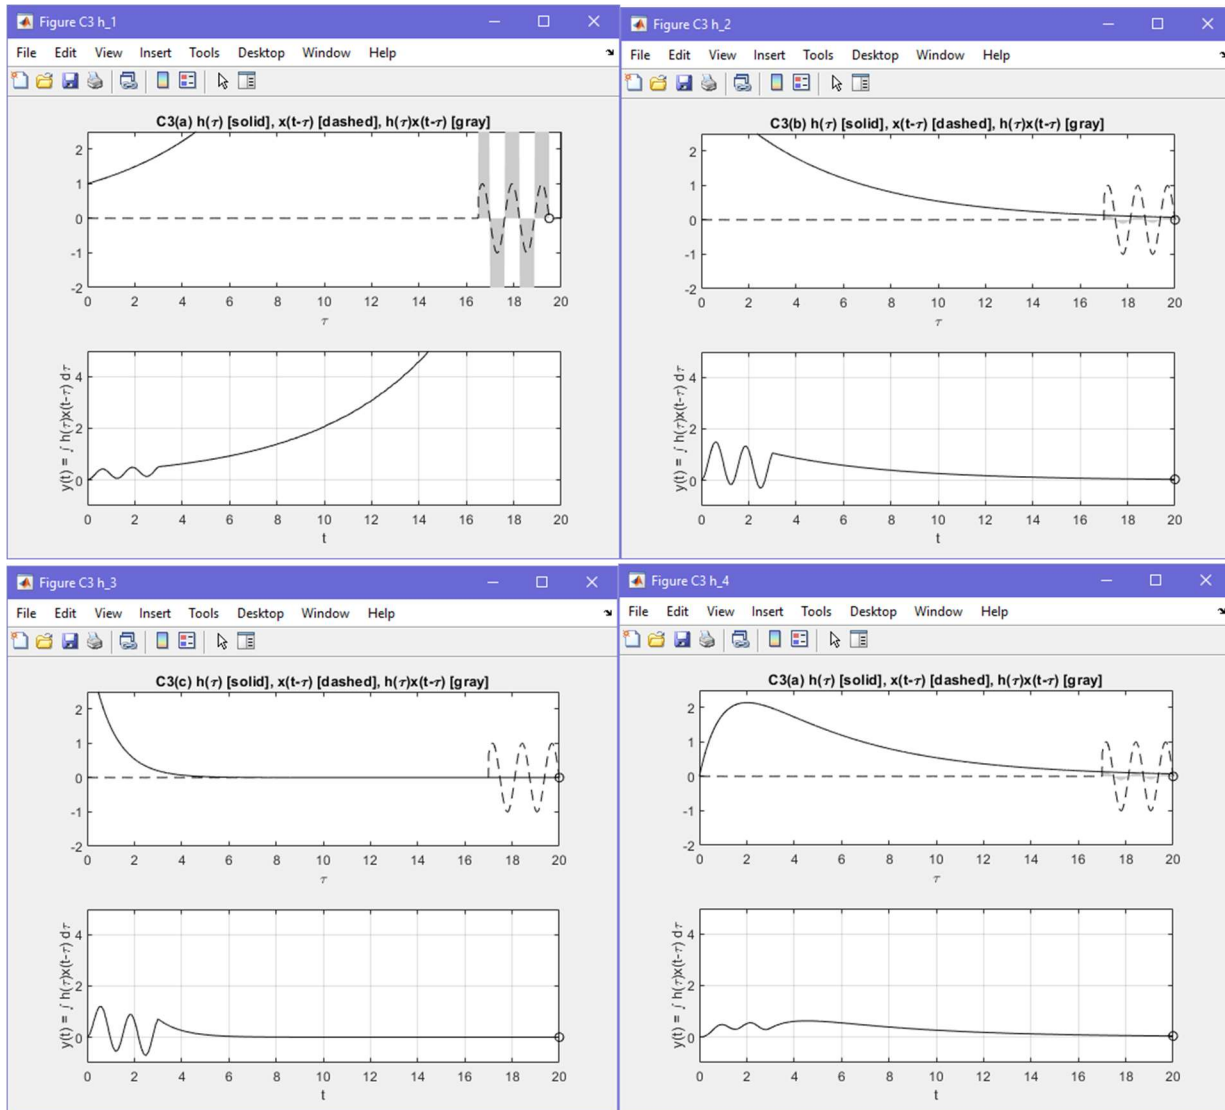 Figure C3 h_1
File Edit View Insert Tools Desktop Window Help
C3(a) h(τ) [solid], x(t-τ) [dashed], h(τ)x(t-τ) [gray]
2
1
0
-1
-2
0 2 4 6 8 10 12 14 16 18 20
τ
y(t) = ∫ h(τ)x(t-τ) dτ
4
2
0
0 2 4 6 8 10 12 14 16 18 20
t
Figure C3 h_2
File Edit View Insert Tools Desktop Window Help
C3(b) h(τ) [solid], x(t-τ) [dashed], h(τ)x(t-τ) [gray]
2
1
0
-1
-2
0 2 4 6 8 10 12 14 16 18 20
τ
y(t) = ∫ h(τ)x(t-τ) dτ
4
2
0
0 2 4 6 8 10 12 14 16 18 20
t
Figure C3 h_3
File Edit View Insert Tools Desktop Window Help
C3(c) h(τ) [solid], x(t-τ) [dashed], h(τ)x(t-τ) [gray]
2
1
0
-1
-2
0 2 4 6 8 10 12 14 16 18 20
τ
y(t) = ∫ h(τ)x(t-τ) dτ
4
2
0
0 2 4 6 8 10 12 14 16 18 20
t
Figure C3 h_4
File Edit View Insert Tools Desktop Window Help
C3(a) h(τ) [solid], x(t-τ) [dashed], h(τ)x(t-τ) [gray]
2
1
0
-1
-2
0 2 4 6 8 10 12 14 16 18 20
τ
y(t) = ∫ h(τ)x(t-τ) dτ
4
2
0
0 2 4 6 8 10 12 14 16 18 20
t